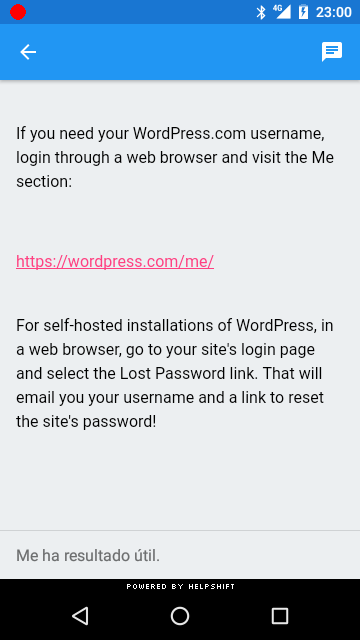 4G 23:00
If you need your WordPress.com username,
login through a web browser and visit the Me
section:
https://wordpress.com/me/
For self-hosted installations of WordPress, in
a web browser, go to your site's login page
and select the Lost Password link. That will
email you your username and a link to reset
the site's password!
Me ha resultado útil.
POWERED BY HELPSHIFT